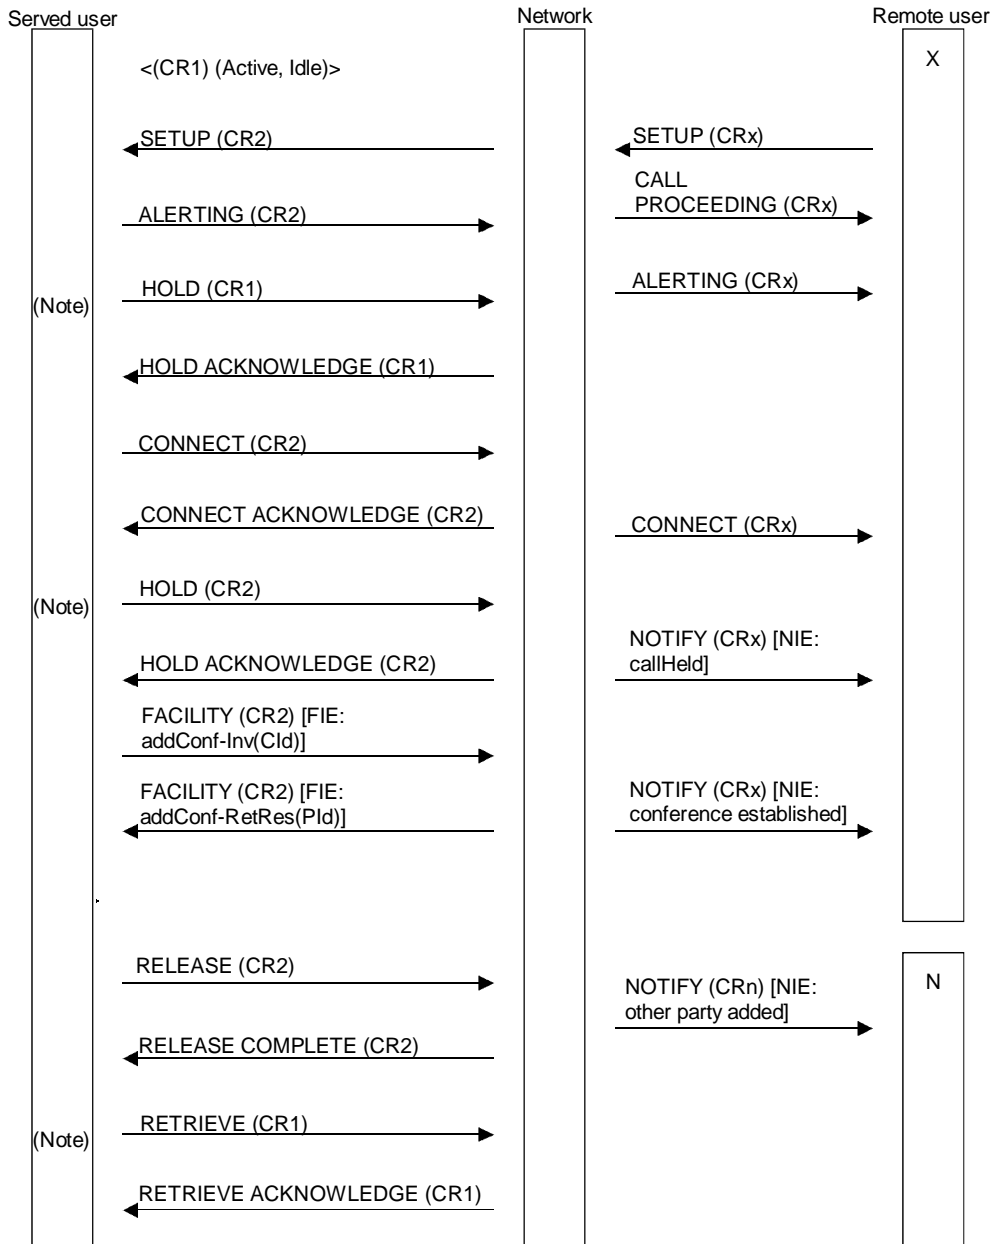 Served user
Network
Remote user
X
<(CR1) (Active, Idle)>
SETUP (CR2)
SETUP (CRx)
CALL
PROCEEDING (CRx)
ALERTING (CR2)
HOLD (CR1)
ALERTING (CRx)
(Note)
HOLD ACKNOWLEDGE (CR1)
CONNECT (CR2)
CONNECT ACKNOWLEDGE (CR2)
CONNECT (CRx)
HOLD (CR2)
(Note)
NOTIFY (CRx) [NIE:
callHeld]
HOLD ACKNOWLEDGE (CR2)
FACILITY (CR2) [FIE:
addConf-Inv(CId)]
FACILITY (CR2) [FIE:
addConf-RetRes(PId)]
NOTIFY (CRx) [NIE:
conference established]
RELEASE (CR2)
N
NOTIFY (CRn) [NIE:
other party added]
RELEASE COMPLETE (CR2)
RETRIEVE (CR1)
(Note)
RETRIEVE ACKNOWLEDGE (CR1)